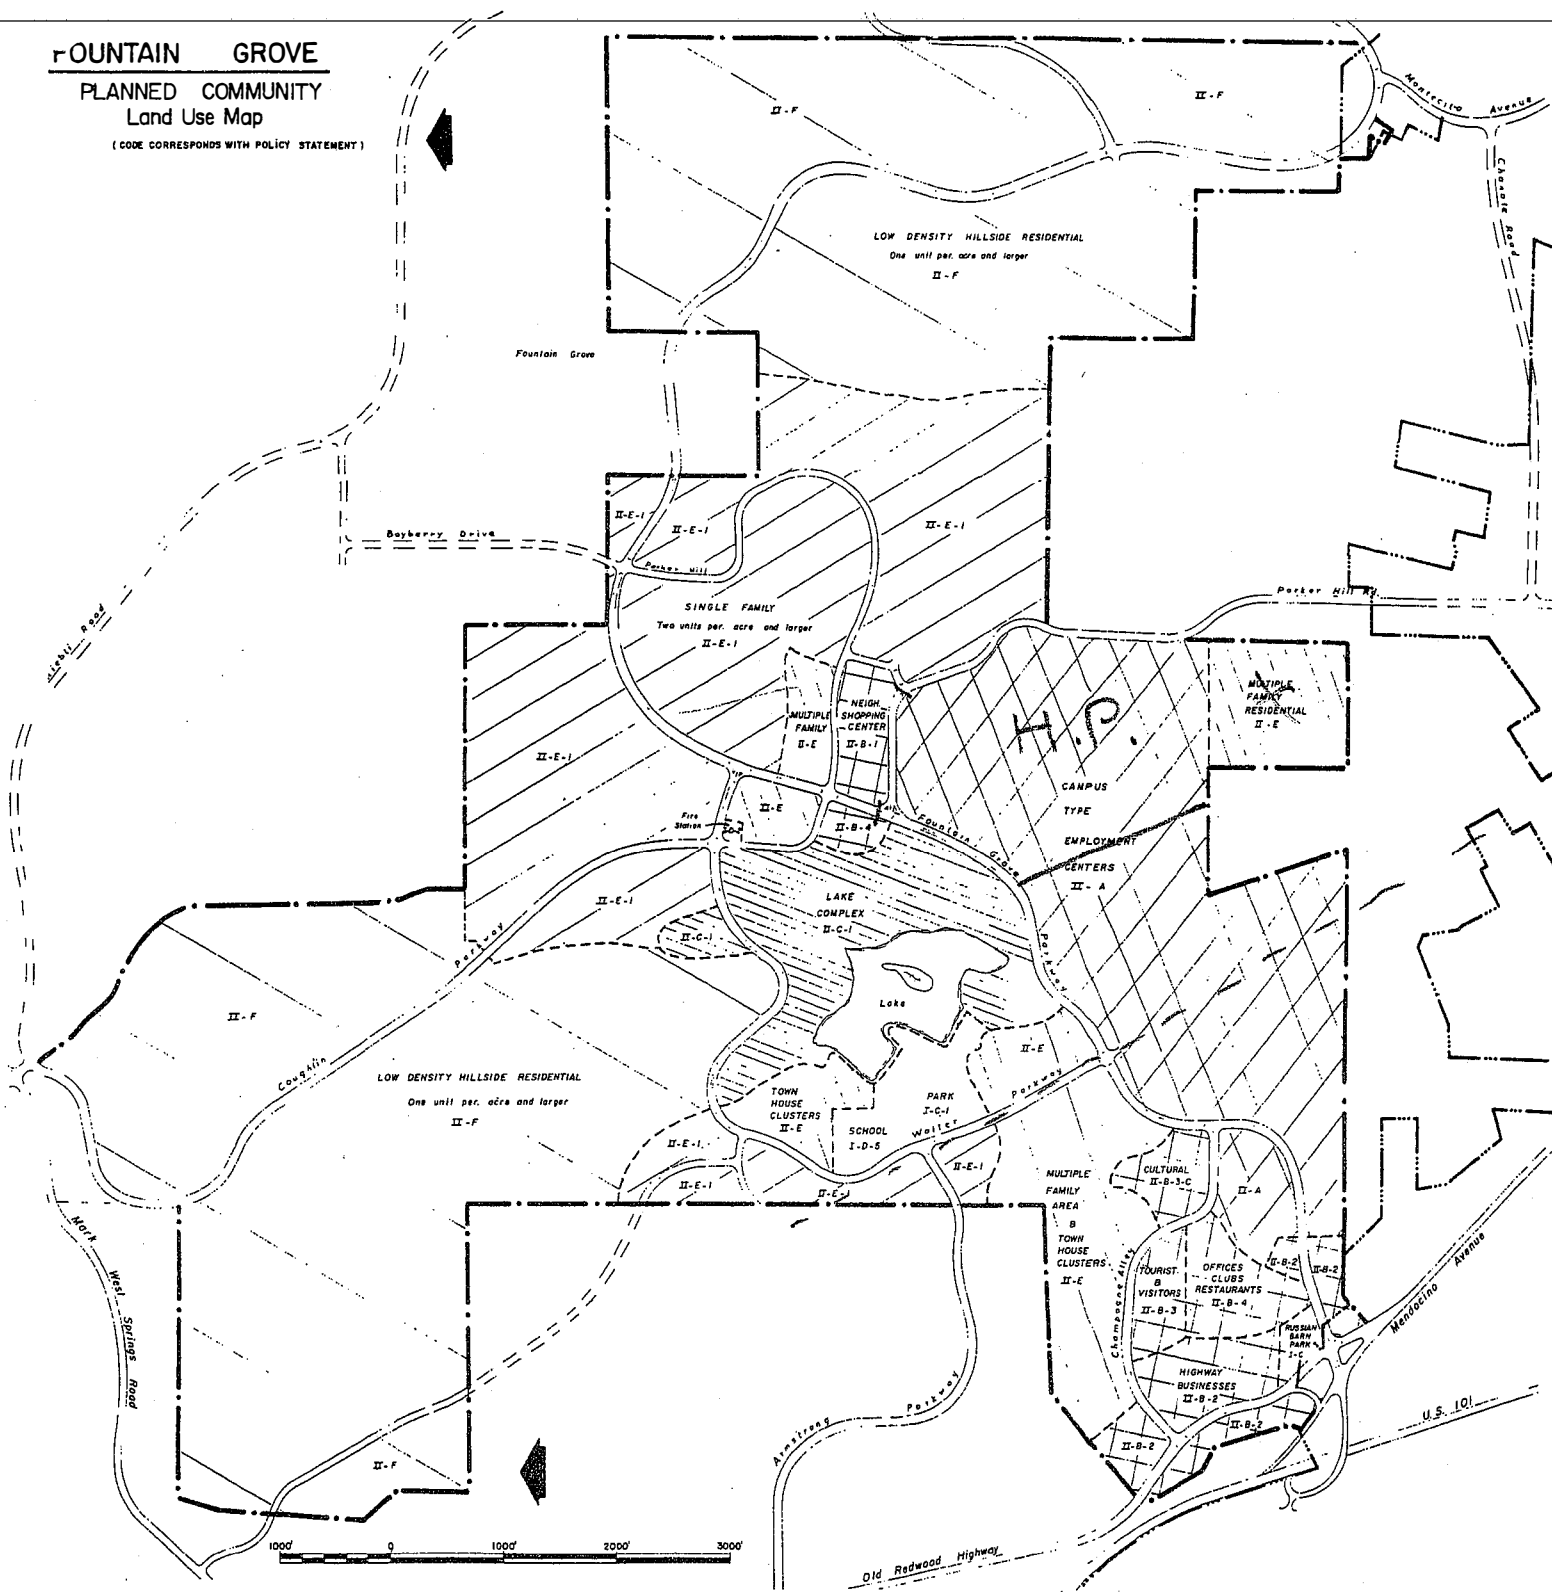 FOUNTAIN GROVE
PLANNED COMMUNITY
Land Use Map
(CODE CORRESPONDS WITH POLICY STATEMENT)
II-F
II-F
Montecito Avenue
Chanate Road
LOW DENSITY HILLSIDE RESIDENTIAL
One unit per. acre and larger
II-F
Fountain Grove
II-E-1
II-E-1
II-E-1
Bayberry Drive
Parker Hill
Parker Hill Rd.
SINGLE FAMILY
Two units per. acre and larger
II-E-1
Road
MULTIPLE
FAMILY
RESIDENTIAL
II-E
MULTIPLE
FAMILY
II-E
NEIGH.
SHOPPING
CENTER
II-B-1
H.P.
II-E-1
CAMPUS
TYPE
EMPLOYMENT
CENTERS
II-A
II-E
Fire
Station
II-B-4
Fountain Grove Parkway
LAKE
COMPLEX
II-C-1
II-E-1
II-C-1
Coughlin Parkway
Lake
II-F
II-E
LOW DENSITY HILLSIDE RESIDENTIAL
One unit per. acre and larger
II-F
TOWN
HOUSE
CLUSTERS
II-E
PARK
I-C-1
Walter Parkway
SCHOOL
I-D-5
II-E-1
II-E-1
II-E-1
II-E-1
MULTIPLE
FAMILY
AREA
&
TOWN
HOUSE
CLUSTERS
II-E
CULTURAL
II-B-3-C
II-A
Mark West Springs Road
Champagne Alley
TOURIST
&
VISITORS
II-B-3
OFFICES
CLUBS
RESTAURANTS
II-B-4
II-B-2
II-B-2
Mendocino Avenue
RUSSIAN
BARN
PARK
I-C
HIGHWAY
BUSINESSES
II-B-2
II-B-2
II-B-2
Armstrong Parkway
U.S. 101
II-F
1000' 0 1000' 2000' 3000'
Old Redwood Highway